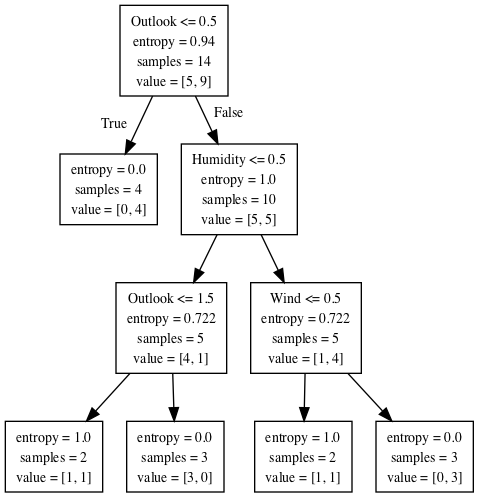 Outlook <= 0.5
entropy = 0.94
samples = 14
value = [5, 9]
True
False
entropy = 0.0
samples = 4
value = [0, 4]
Humidity <= 0.5
entropy = 1.0
samples = 10
value = [5, 5]
Outlook <= 1.5
entropy = 0.722
samples = 5
value = [4, 1]
Wind <= 0.5
entropy = 0.722
samples = 5
value = [1, 4]
entropy = 1.0
samples = 2
value = [1, 1]
entropy = 0.0
samples = 3
value = [3, 0]
entropy = 1.0
samples = 2
value = [1, 1]
entropy = 0.0
samples = 3
value = [0, 3]